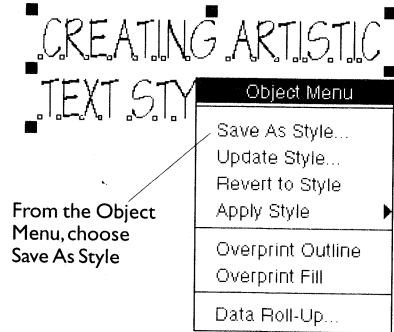 CREATING ARTISTIC
TEXT STY
Object Menu
Save As Style...
Update Style...
Revert to Style
Apply Style
Overprint Outline
Overprint Fill
Data Roll-Up...
From the Object
Menu, choose
Save As Style